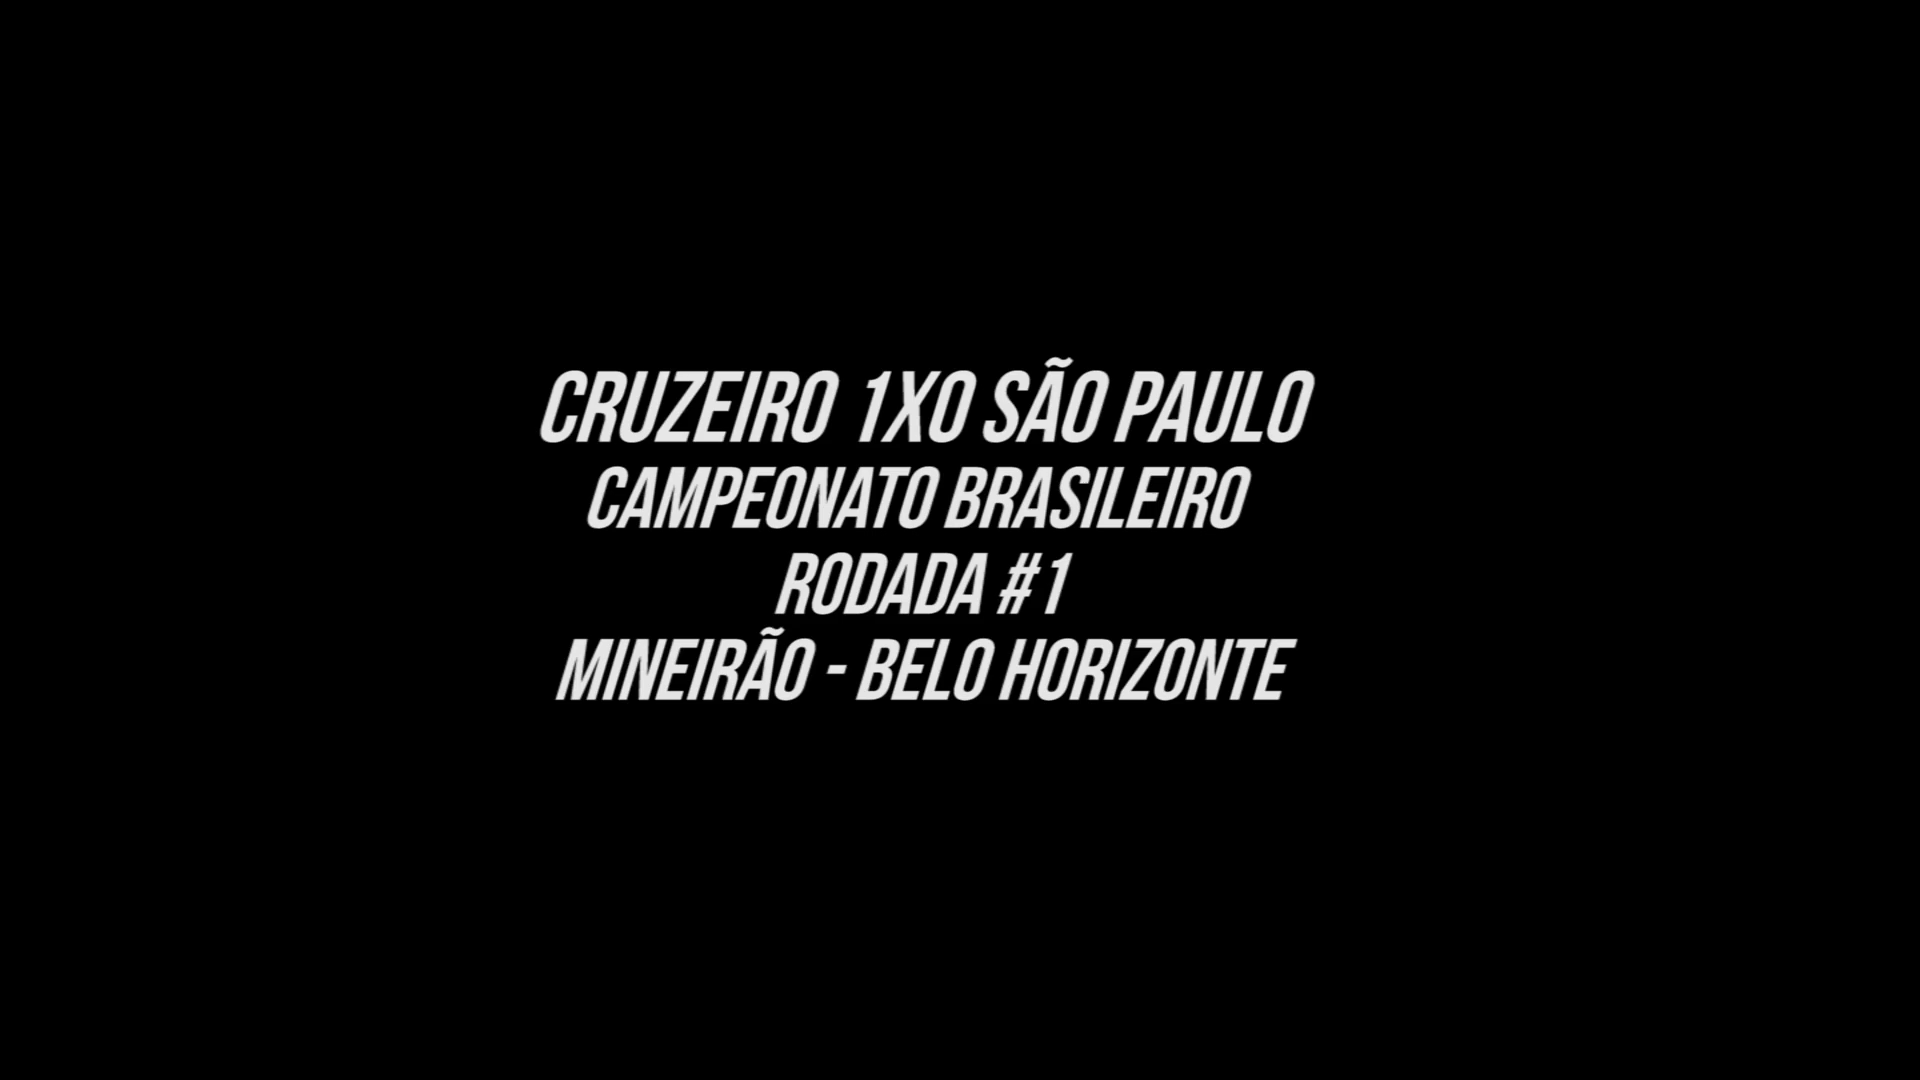 CRUZEIRO 1X0 SÃO PAULO
CAMPEONATO BRASILEIRO
RODADA #1
MINEIRÃO - BELO HORIZONTE